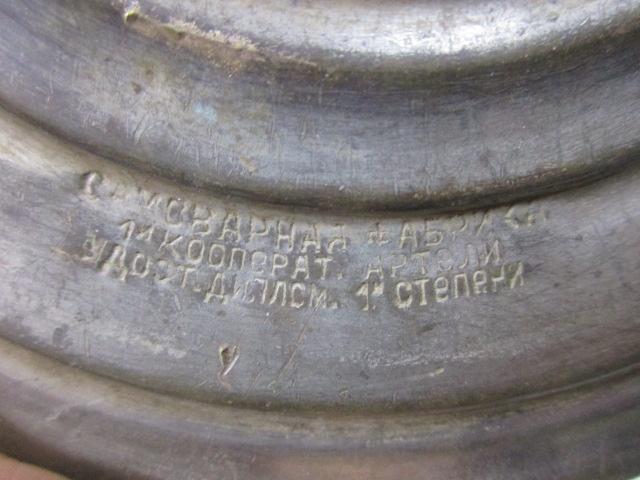 САМОВАРНАЯ ФАБРИКА
1й КООПЕРАТ. АРТЕЛИ
УДОСТ. ДИПЛОМ. 1й СТЕПЕНИ